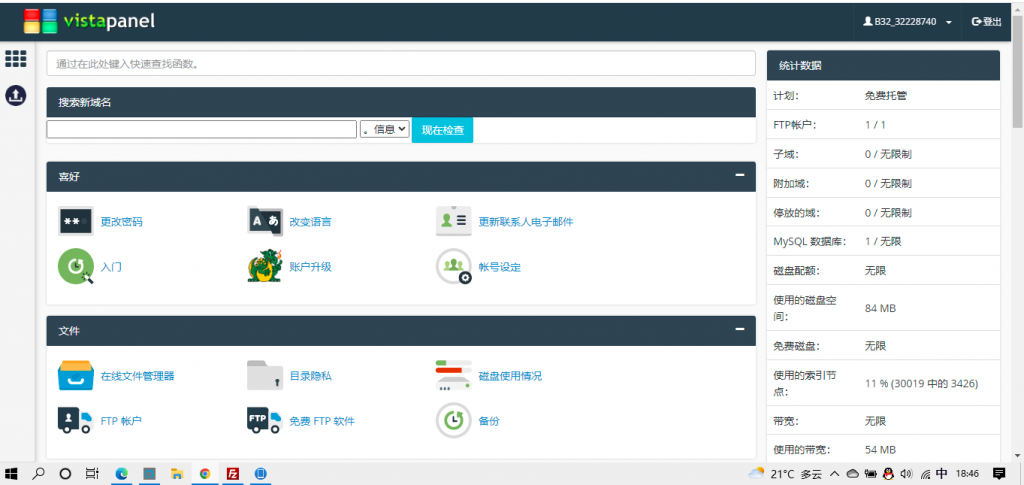 vistapanel
B32_32228740
登出
通过在此处键入快速查找函数。
搜索新域名
。信息
现在检查
喜好
更改密码
改变语言
更新联系人电子邮件
入门
账户升级
帐号设定
文件
在线文件管理器
目录隐私
磁盘使用情况
FTP 帐户
免费 FTP 软件
备份
统计数据
计划： 免费托管
FTP帐户： 1 / 1
子域： 0 / 无限制
附加域： 0 / 无限制
停放的域： 0 / 无限制
MySQL 数据库： 1 / 无限
磁盘配额： 无限
使用的磁盘空
间： 84 MB
免费磁盘： 无限
使用的索引节
点： 11 % (30019 中的 3426)
带宽： 无限
使用的带宽： 54 MB
21°C 多云
中
18:46